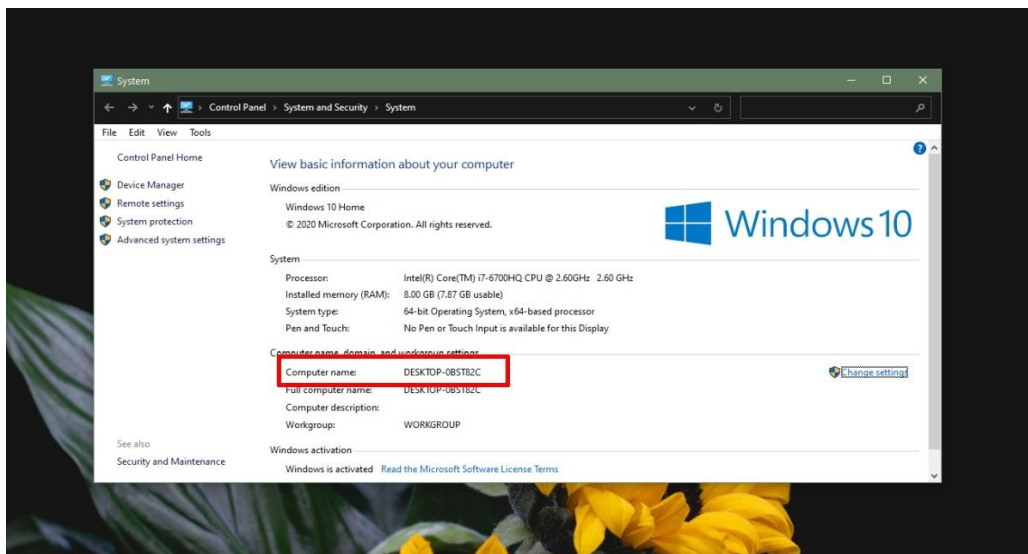 System
Control Panel › System and Security › System
File Edit View Tools
Control Panel Home
Device Manager
Remote settings
System protection
Advanced system settings
See also
Security and Maintenance
View basic information about your computer
Windows edition
Windows 10 Home
© 2020 Microsoft Corporation. All rights reserved.
Windows 10
System
Processor: Intel(R) Core(TM) i7-6700HQ CPU @ 2.60GHz 2.60 GHz
Installed memory (RAM): 8.00 GB (7.87 GB usable)
System type: 64-bit Operating System, x64-based processor
Pen and Touch: No Pen or Touch Input is available for this Display
Computer name, domain, and workgroup settings
Computer name: DESKTOP-0BST82C
Change settings
Full computer name: DESKTOP-0BST82C
Computer description:
Workgroup: WORKGROUP
Windows activation
Windows is activated Read the Microsoft Software License Terms